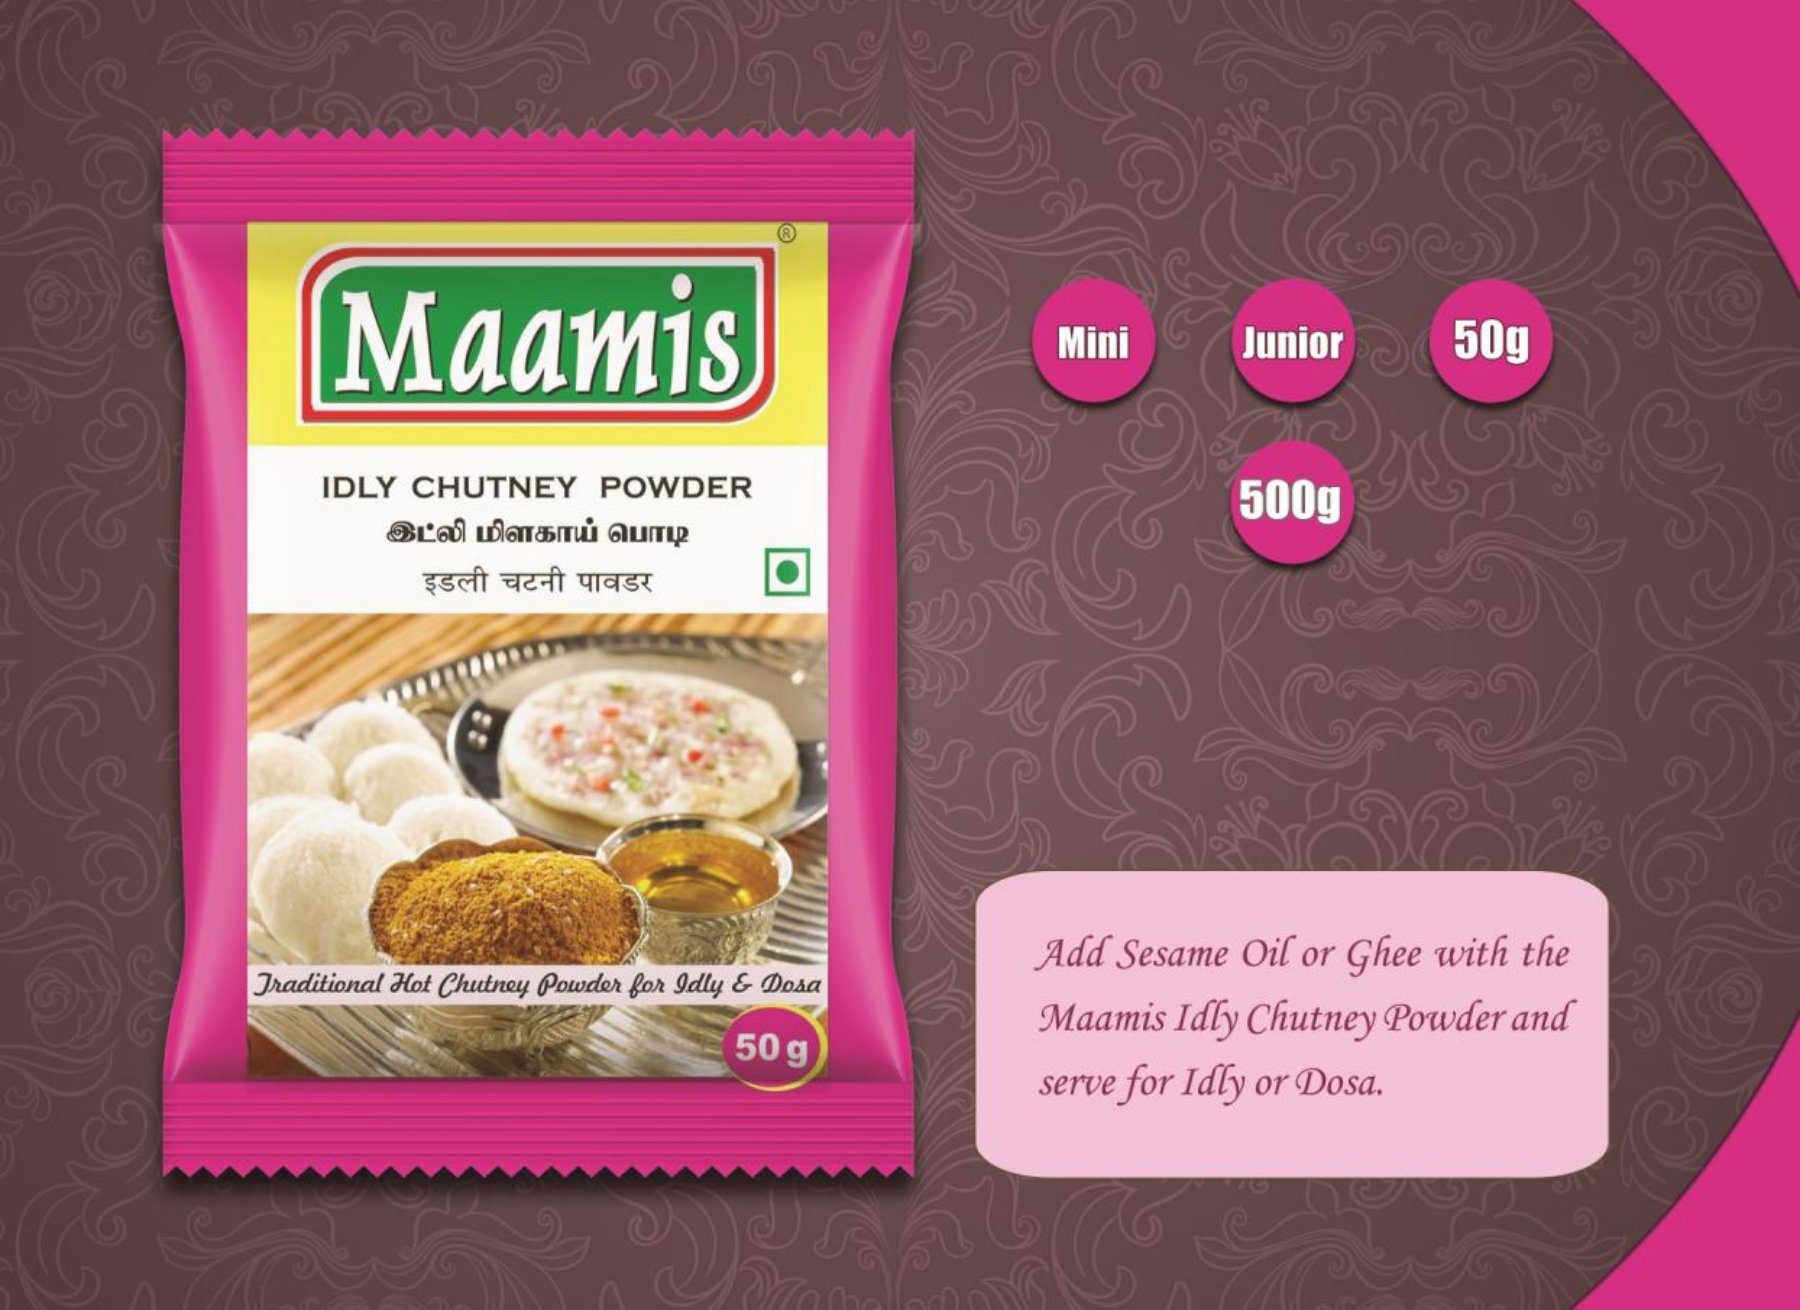 Maamis
®
IDLY CHUTNEY POWDER
இட்லி மிளகாய் பொடி
इडली चटनी पावडर
Traditional Hot Chutney Powder for Idly & Dosa
50 g
Mini
Junior
50g
500g
Add Sesame Oil or Ghee with the
Maamis Idly Chutney Powder and
serve for Idly or Dosa.